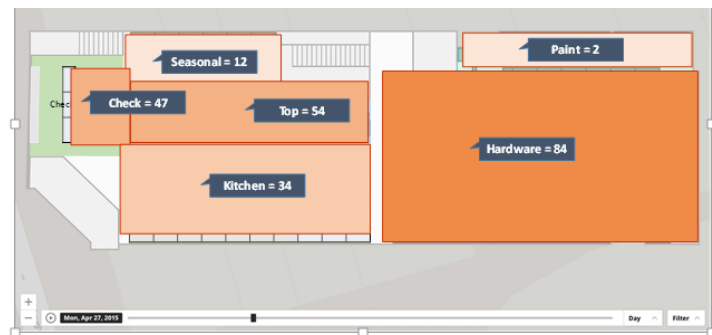 Seasonal = 12
Paint = 2
Chec
Check = 47
Top = 54
Hardware = 84
Kitchen = 34
+
−
Mon, Apr 27, 2015
Day
Filter